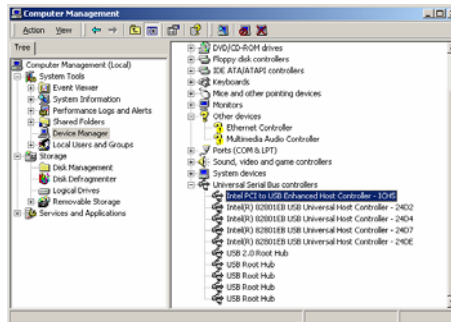 Computer Management
Action View
Tree
Computer Management (Local)
System Tools
Event Viewer
System Information
Performance Logs and Alerts
Shared Folders
Device Manager
Local Users and Groups
Storage
Disk Management
Disk Defragmenter
Logical Drives
Removable Storage
Services and Applications
DVD/CD-ROM drives
Floppy disk controllers
IDE ATA/ATAPI controllers
Keyboards
Mice and other pointing devices
Monitors
Other devices
Ethernet Controller
Multimedia Audio Controller
Ports (COM & LPT)
Sound, video and game controllers
System devices
Universal Serial Bus controllers
Intel PCI to USB Enhanced Host Controller - ICH5
Intel(R) 82801EB USB Universal Host Controller - 24D2
Intel(R) 82801EB USB Universal Host Controller - 24D4
Intel(R) 82801EB USB Universal Host Controller - 24D7
Intel(R) 82801EB USB Universal Host Controller - 24DE
USB 2.0 Root Hub
USB Root Hub
USB Root Hub
USB Root Hub
USB Root Hub